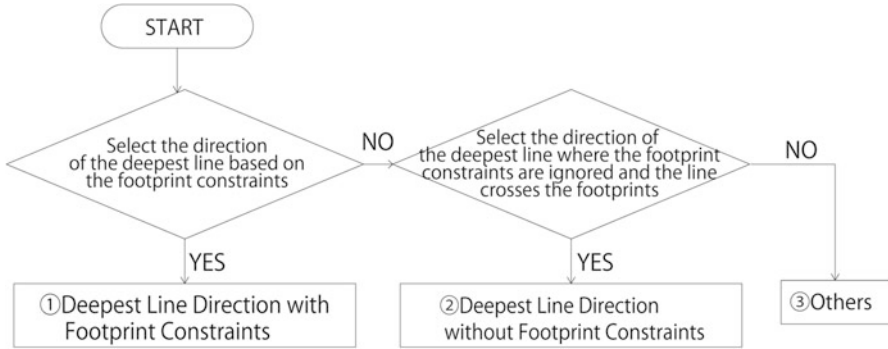 START
Select the direction
of the deepest line based on
the footprint constraints
NO
Select the direction of
the deepest line where the footprint
constraints are ignored and the line
crosses the footprints
NO
YES
YES
①Deepest Line Direction with
Footprint Constraints
②Deepest Line Direction
without Footprint Constraints
③Others